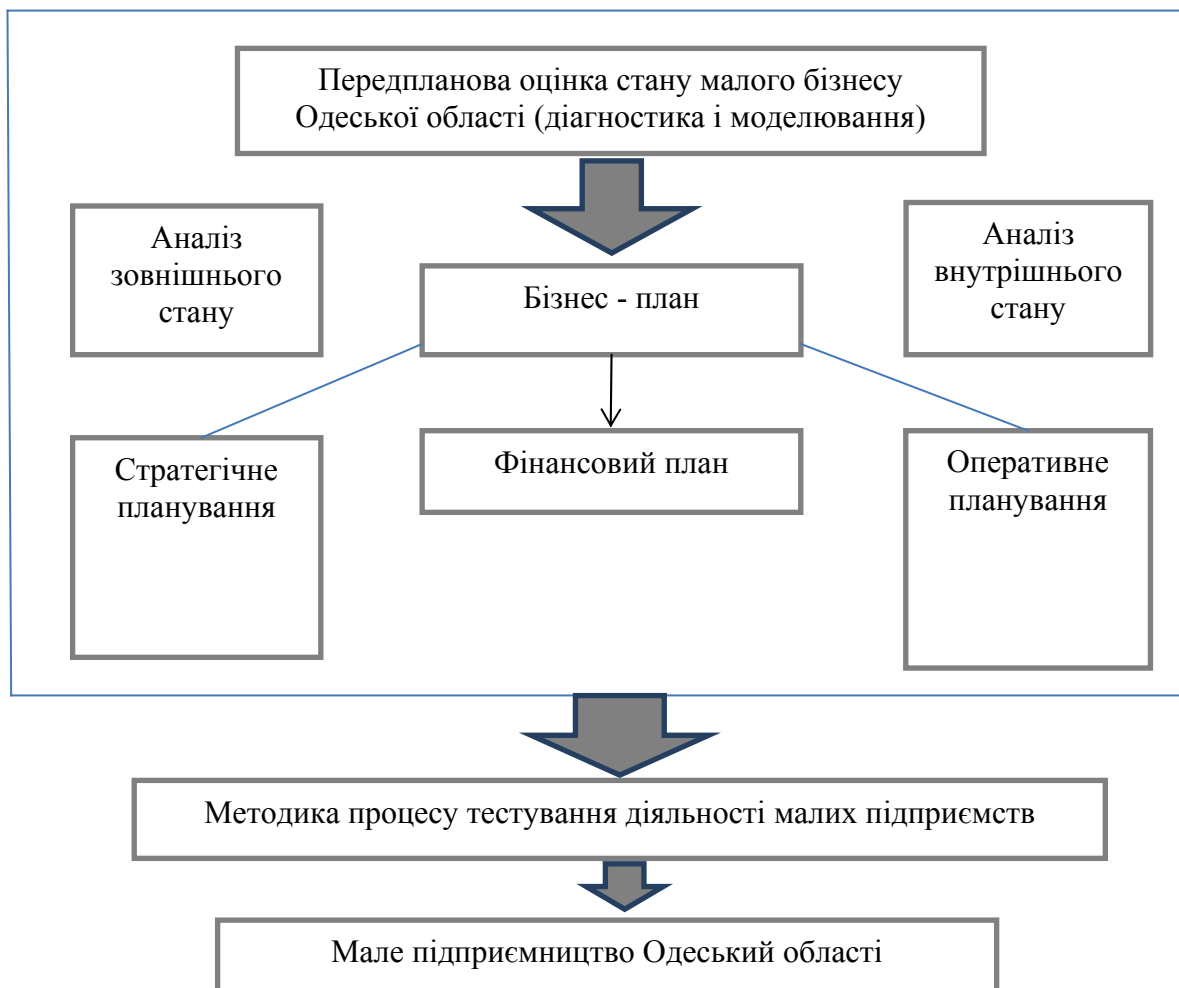 Передпланова оцінка стану малого бізнесу
Одеської області (діагностика і моделювання)
Аналіз
зовнішнього
стану
Бізнес - план
Аналіз
внутрішнього
стану
Стратегічне
планування
Фінансовий план
Оперативне
планування
Методика процесу тестування діяльності малих підприємств
Мале підприємництво Одеський області